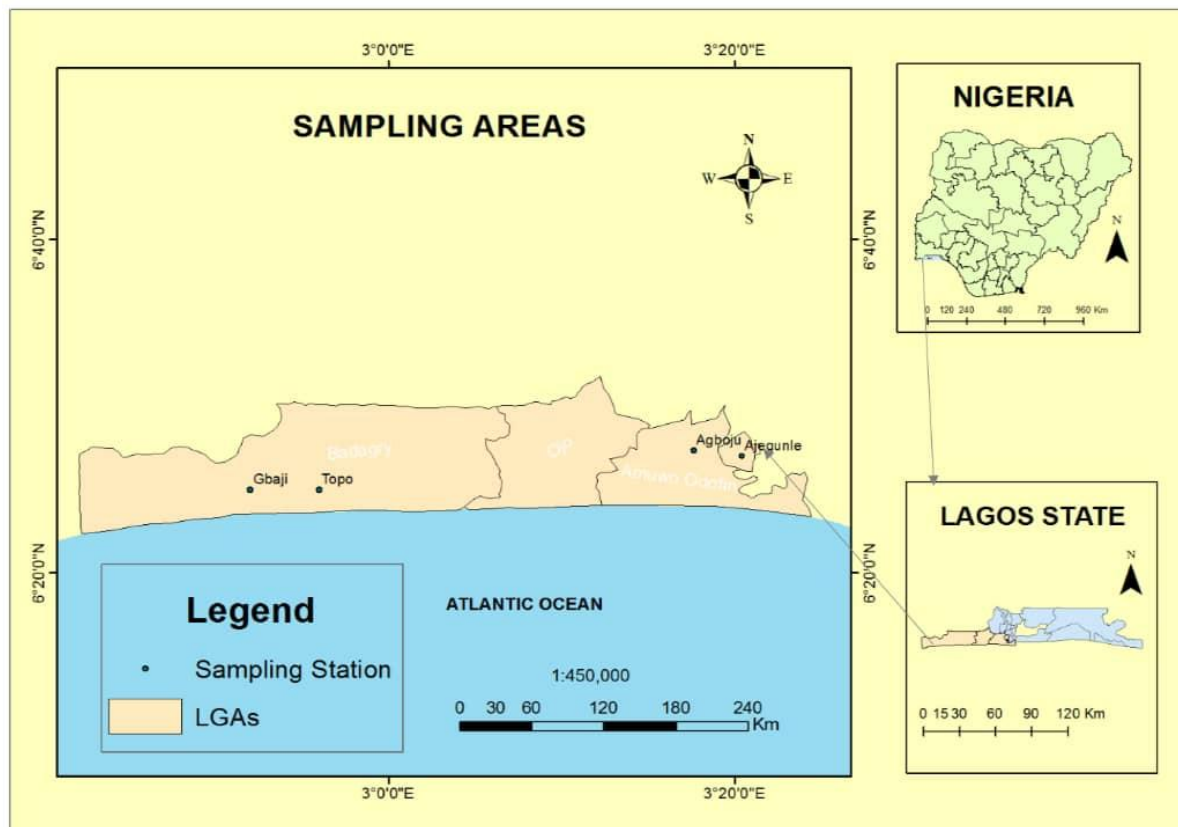 3°0'0"E
3°20'0"E
SAMPLING AREAS
N
W
E
S
6°40'0"N
6°40'0"N
Badagry
OP
Amuwo Odofin
Gbaji
Topo
Agboju
Ajegunle
6°20'0"N
6°20'0"N
Legend
Sampling Station
LGAs
ATLANTIC OCEAN
1:450,000
0 30 60 120 180 240
Km
3°0'0"E
3°20'0"E
NIGERIA
N
0 120 240 480 720 960 Km
LAGOS STATE
N
0 15 30 60 90 120 Km